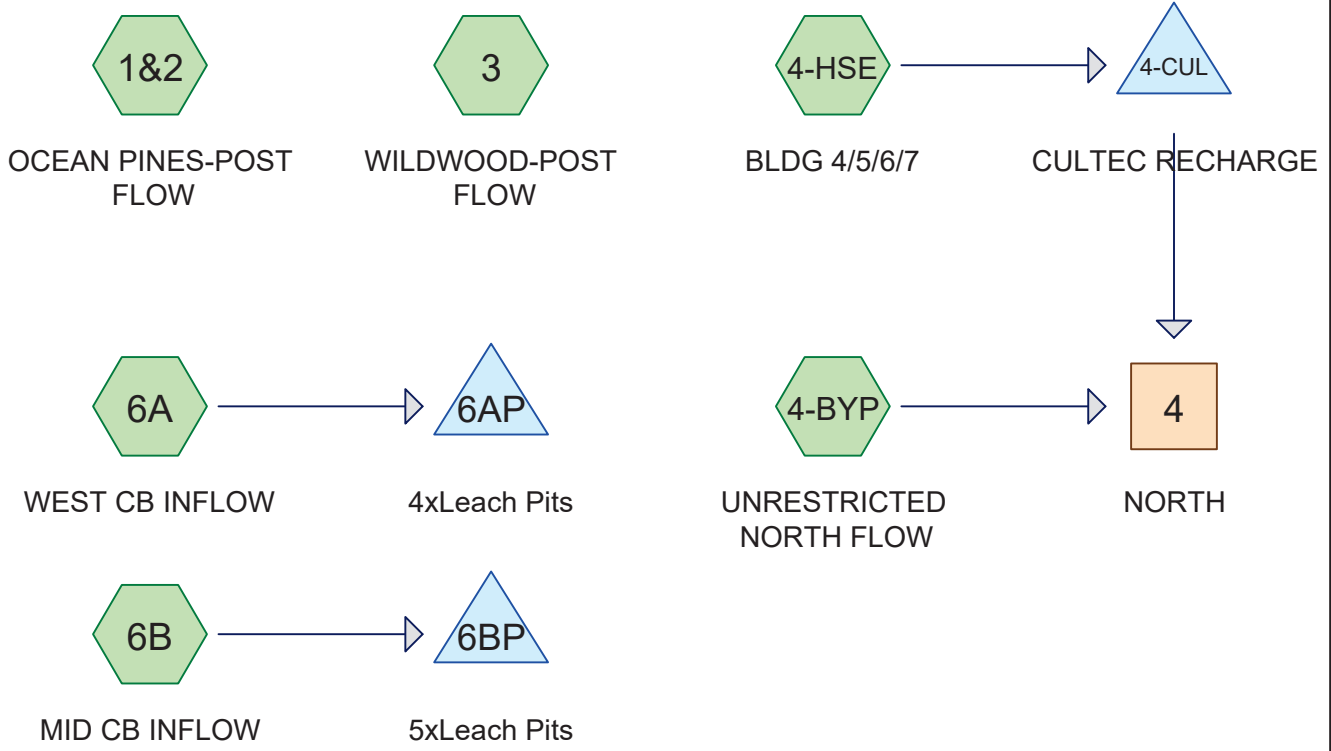 1&2
OCEAN PINES-POST
FLOW
3
WILDWOOD-POST
FLOW
4-HSE
BLDG 4/5/6/7
4-CUL
CULTEC RECHARGE
6A
WEST CB INFLOW
6AP
4xLeach Pits
4-BYP
UNRESTRICTED
NORTH FLOW
4
NORTH
6B
MID CB INFLOW
6BP
5xLeach Pits